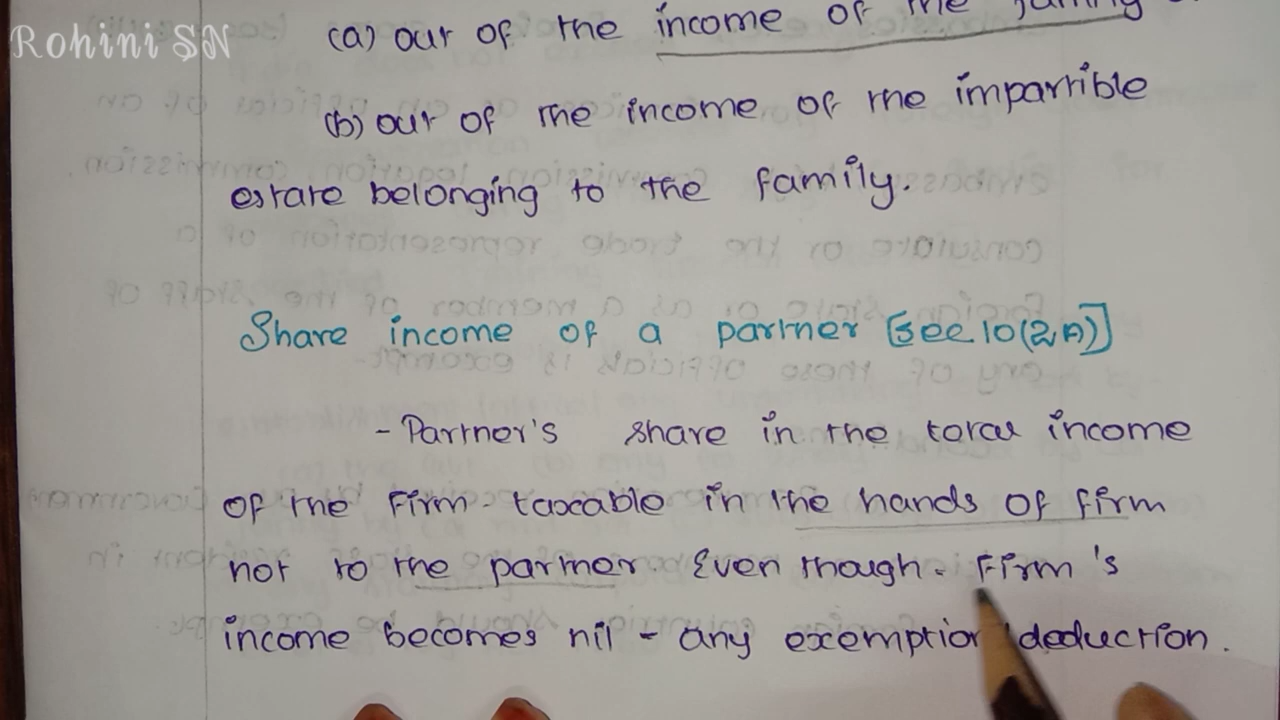 Rohini SN
(a) out of the income of the family
(b) out of the income of the impartible
estate belonging to the family.
Share income of a partner [sec 10(2A)]
- Partner's share in the total income
of the firm - taxable in the hands of firm
not to the partner Even though - Firm's
income becomes nil - any exemption deduction.